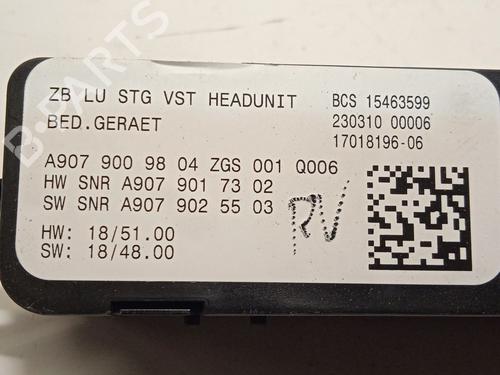 ZB LU STG VST HEADUNIT BCS 15463599
BED.GERAET 230310 00006
17018196-06
A907 900 98 04 ZGS 001 Q006
HW SNR A907 901 73 02
SW SNR A907 902 55 03
RV
HW: 18/51.00
SW: 18/48.00